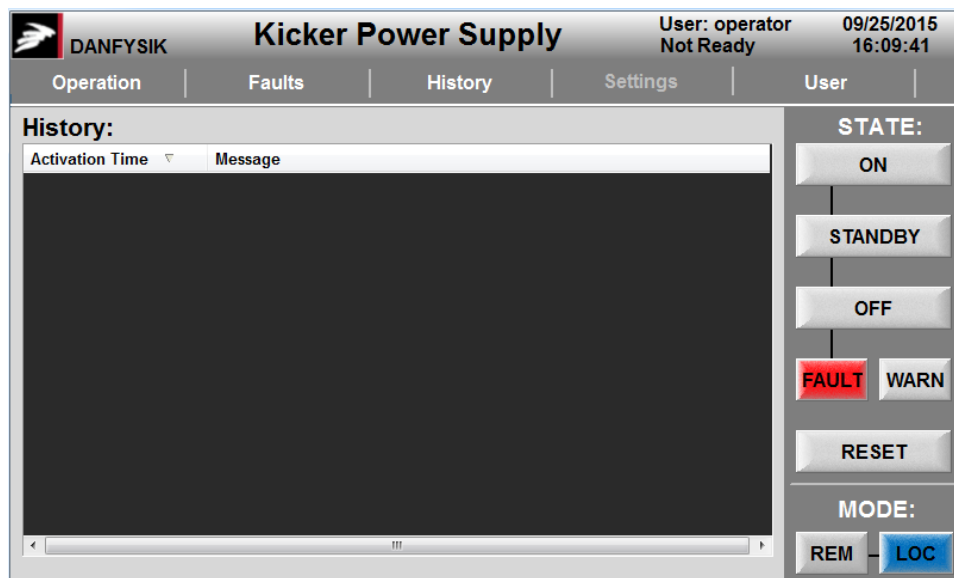 DANFYSIK
Kicker Power Supply
User: operator
Not Ready
09/25/2015
16:09:41
Operation
Faults
History
Settings
User
History:
Activation Time
Message
STATE:
ON
STANDBY
OFF
FAULT
WARN
RESET
MODE:
REM
LOC